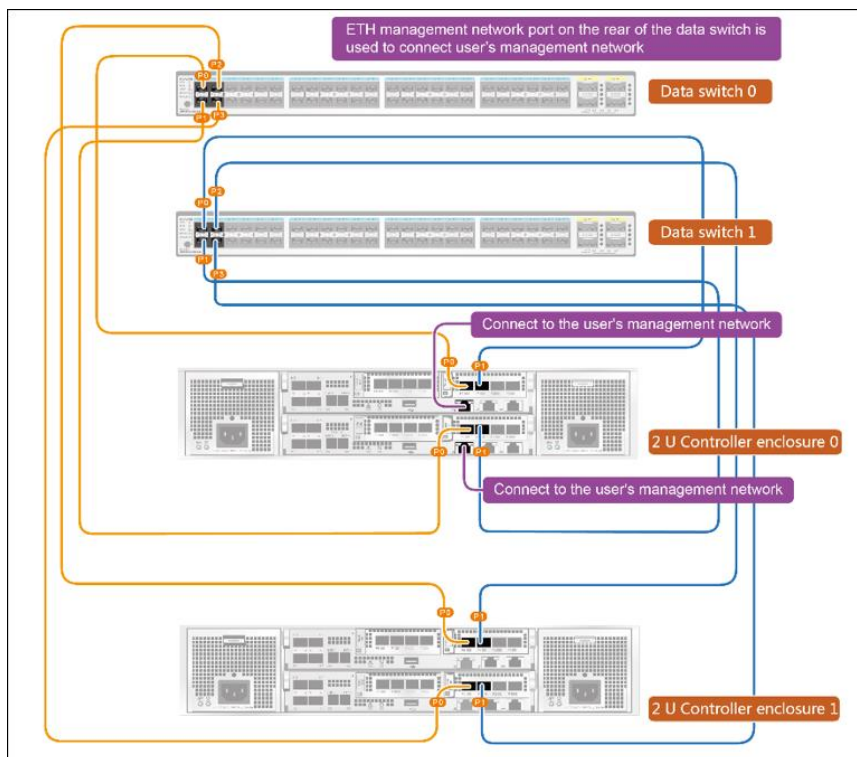 ETH management network port on the rear of the data switch is
used to connect user's management network
P2
P0
Data switch 0
P1
P3
P2
P0
Data switch 1
P1
P3
Connect to the user's management network
P0
P1
2 U Controller enclosure 0
P0
P1
Connect to the user's management network
P0
P1
P0
P1
2 U Controller enclosure 1